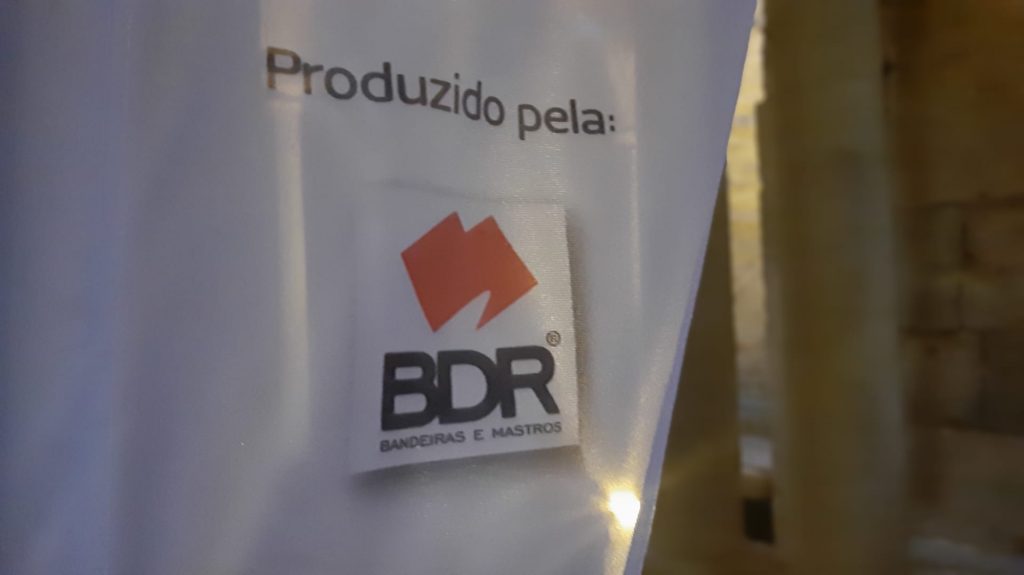 Produzido pela:
BDR®
BANDEIRAS E MASTROS